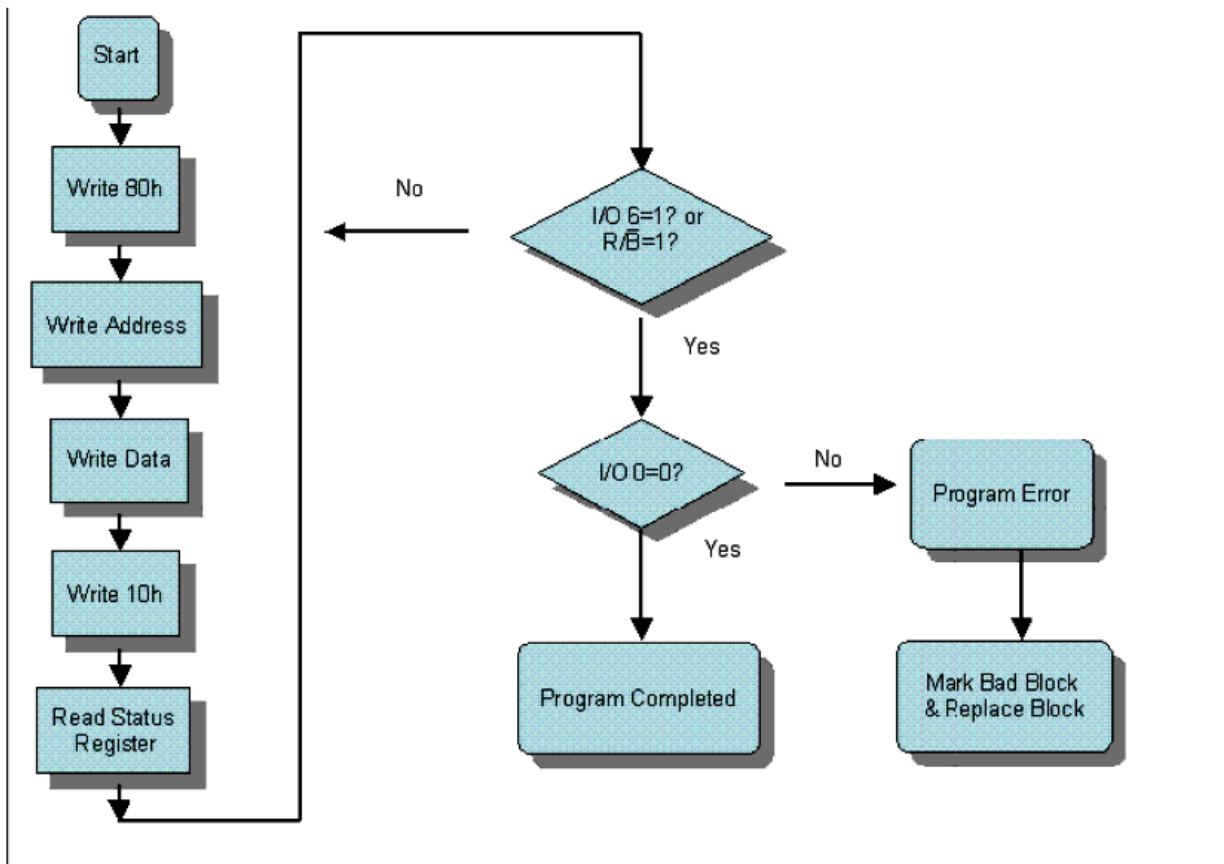 Start
Write 80h
Write Address
Write Data
Write 10h
Read Status
Register
No
I/O 6=1? or
R/B̅=1?
Yes
I/O 0=0?
No
Yes
Program Error
Program Completed
Mark Bad Block
& Replace Block